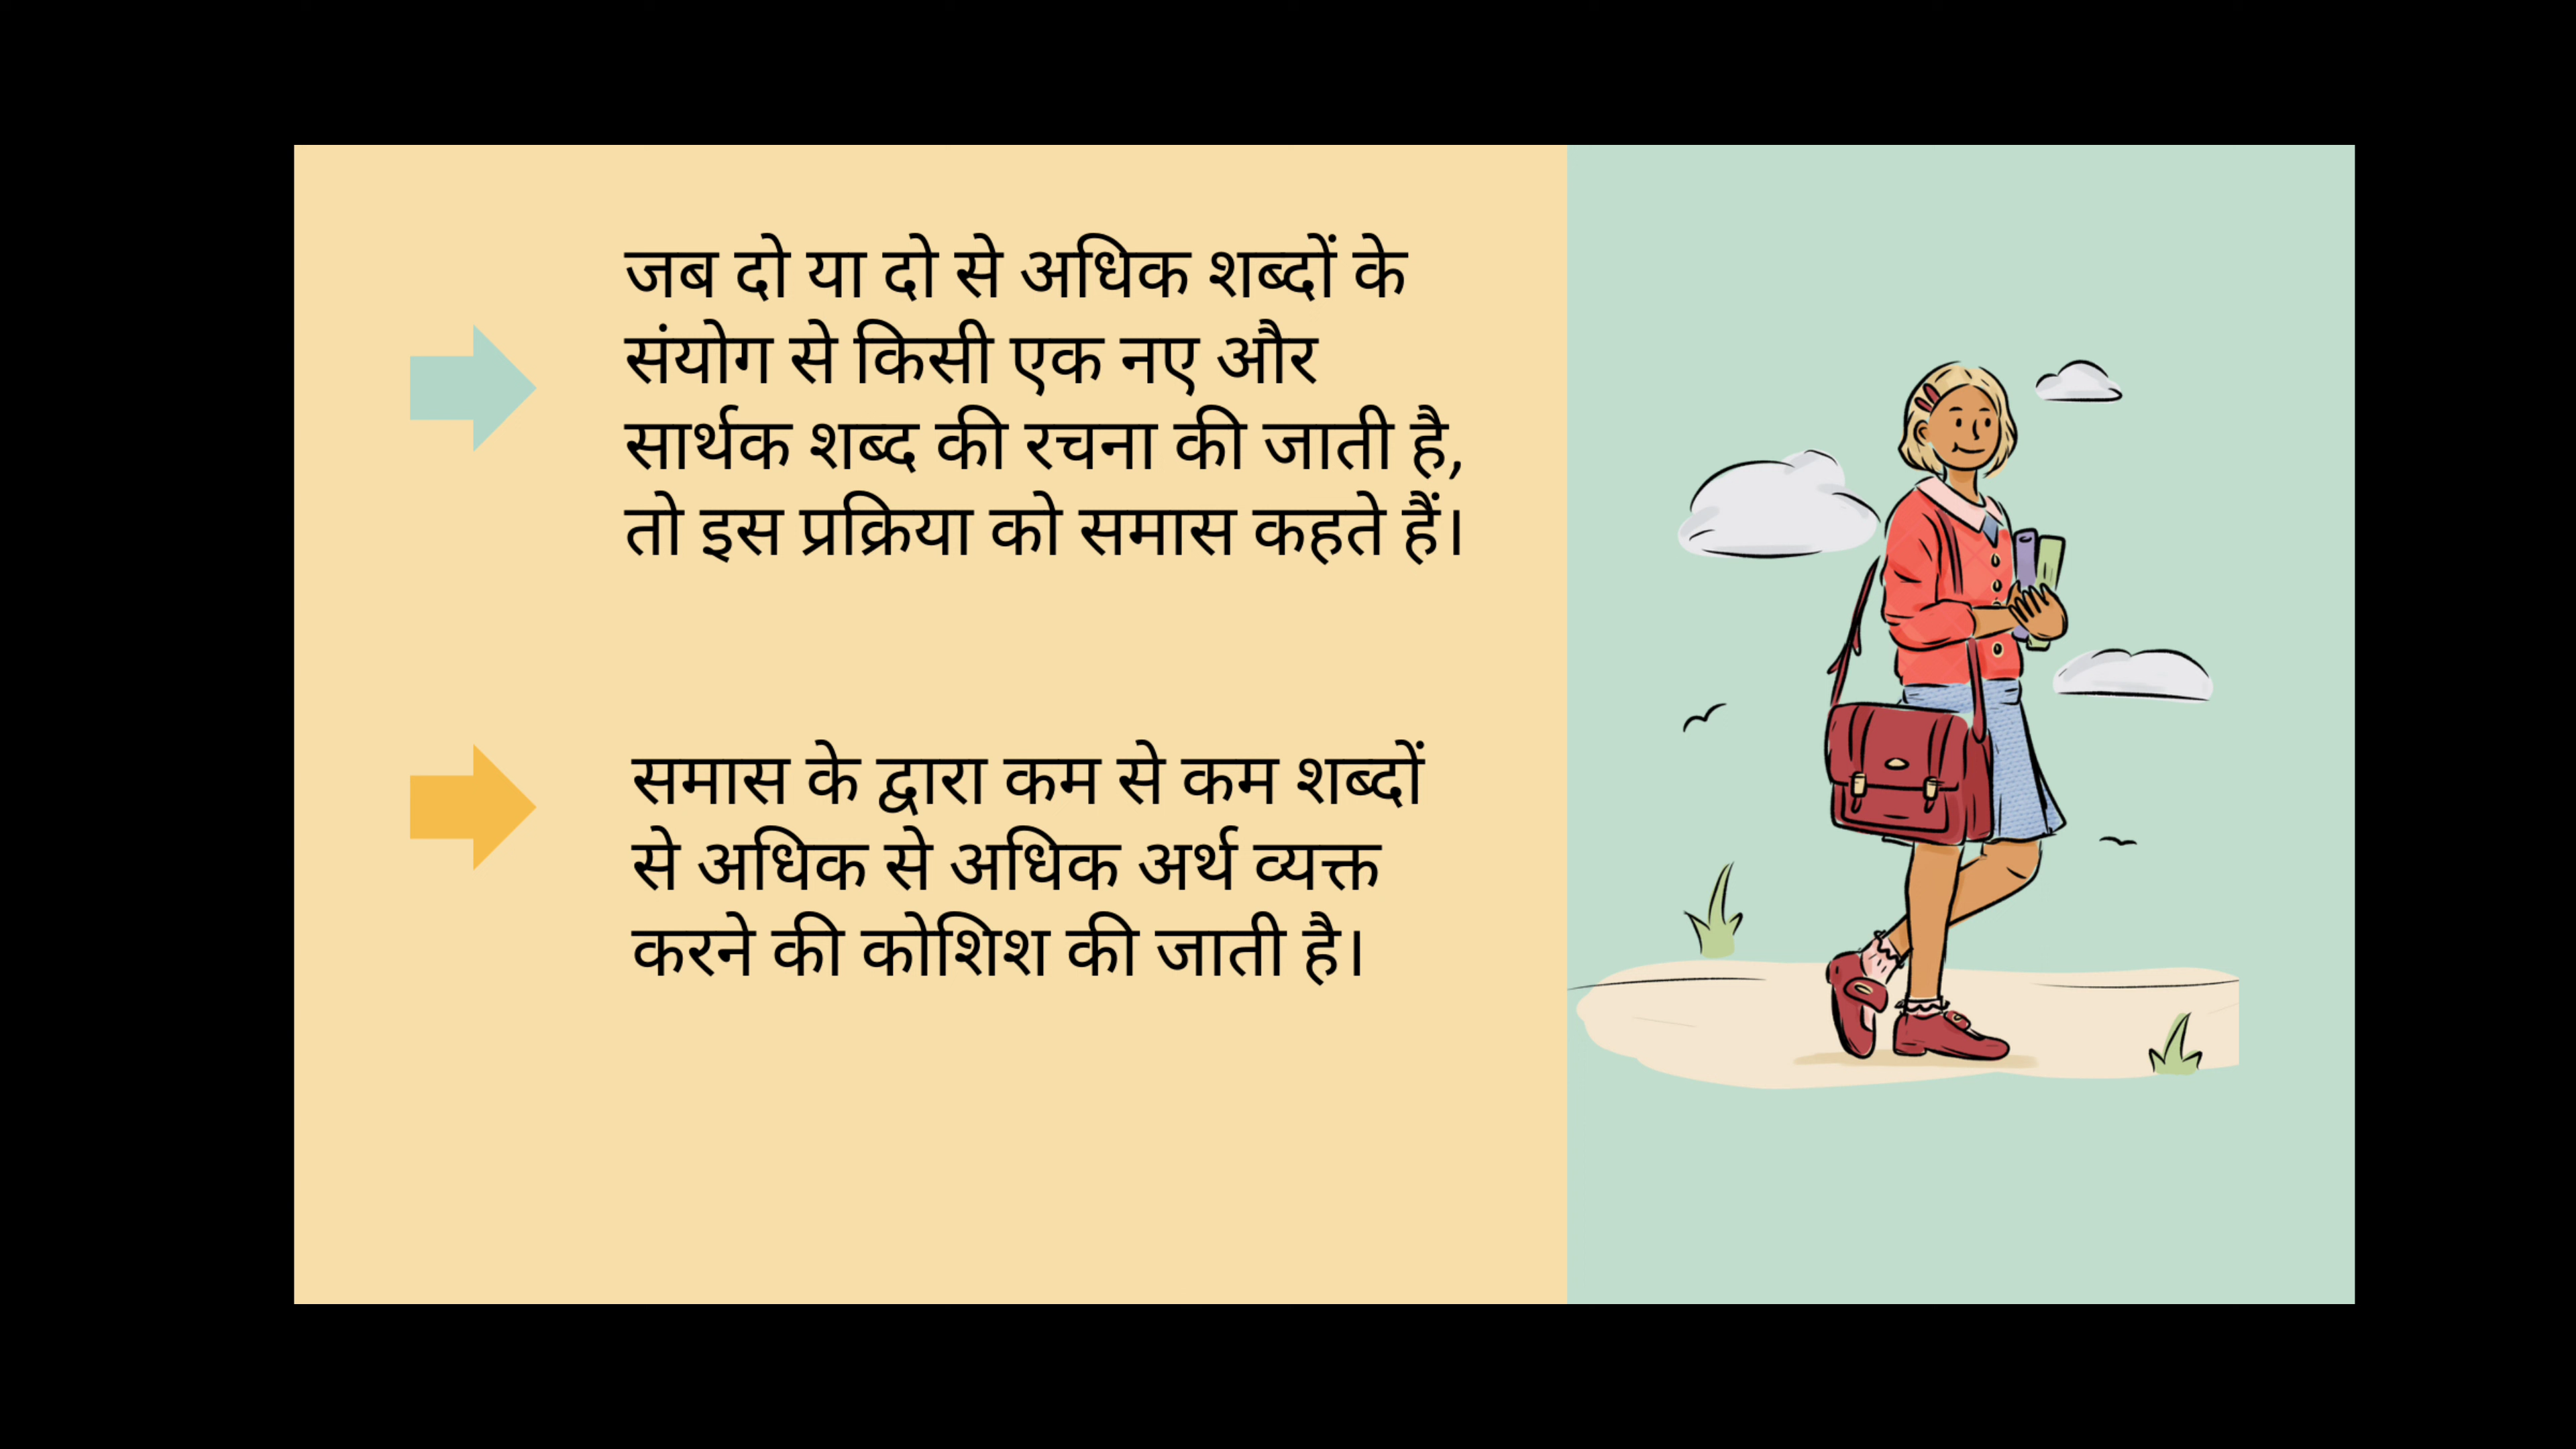 जब दो या दो से अधिक शब्दों के
संयोग से किसी एक नए और
सार्थक शब्द की रचना की जाती है,
तो इस प्रक्रिया को समास कहते हैं।
समास के द्वारा कम से कम शब्दों
से अधिक से अधिक अर्थ व्यक्त
करने की कोशिश की जाती है।